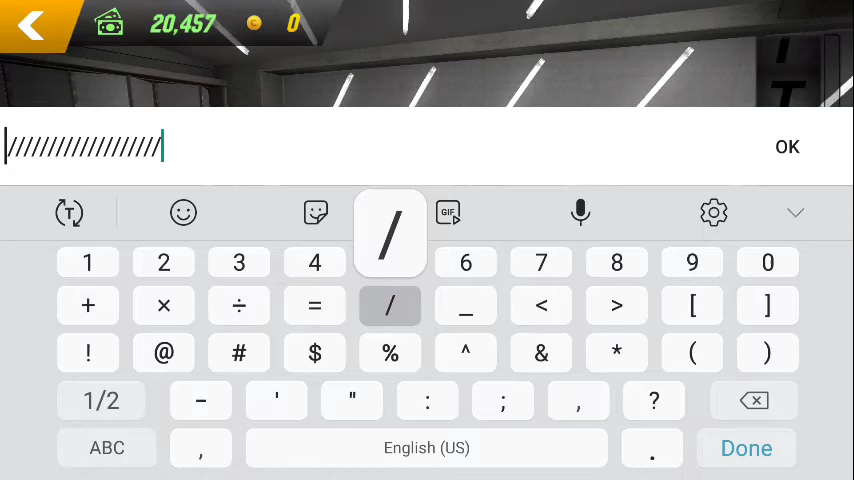 20,457 C 0
///////////////////
OK
T
GIF
/
1 2 3 4 6 7 8 9 0
+ × ÷ = / _ < > [ ]
! @ # $ % ^ & * ( )
1/2 - ' " : ; , ?
ABC , English (US) . Done